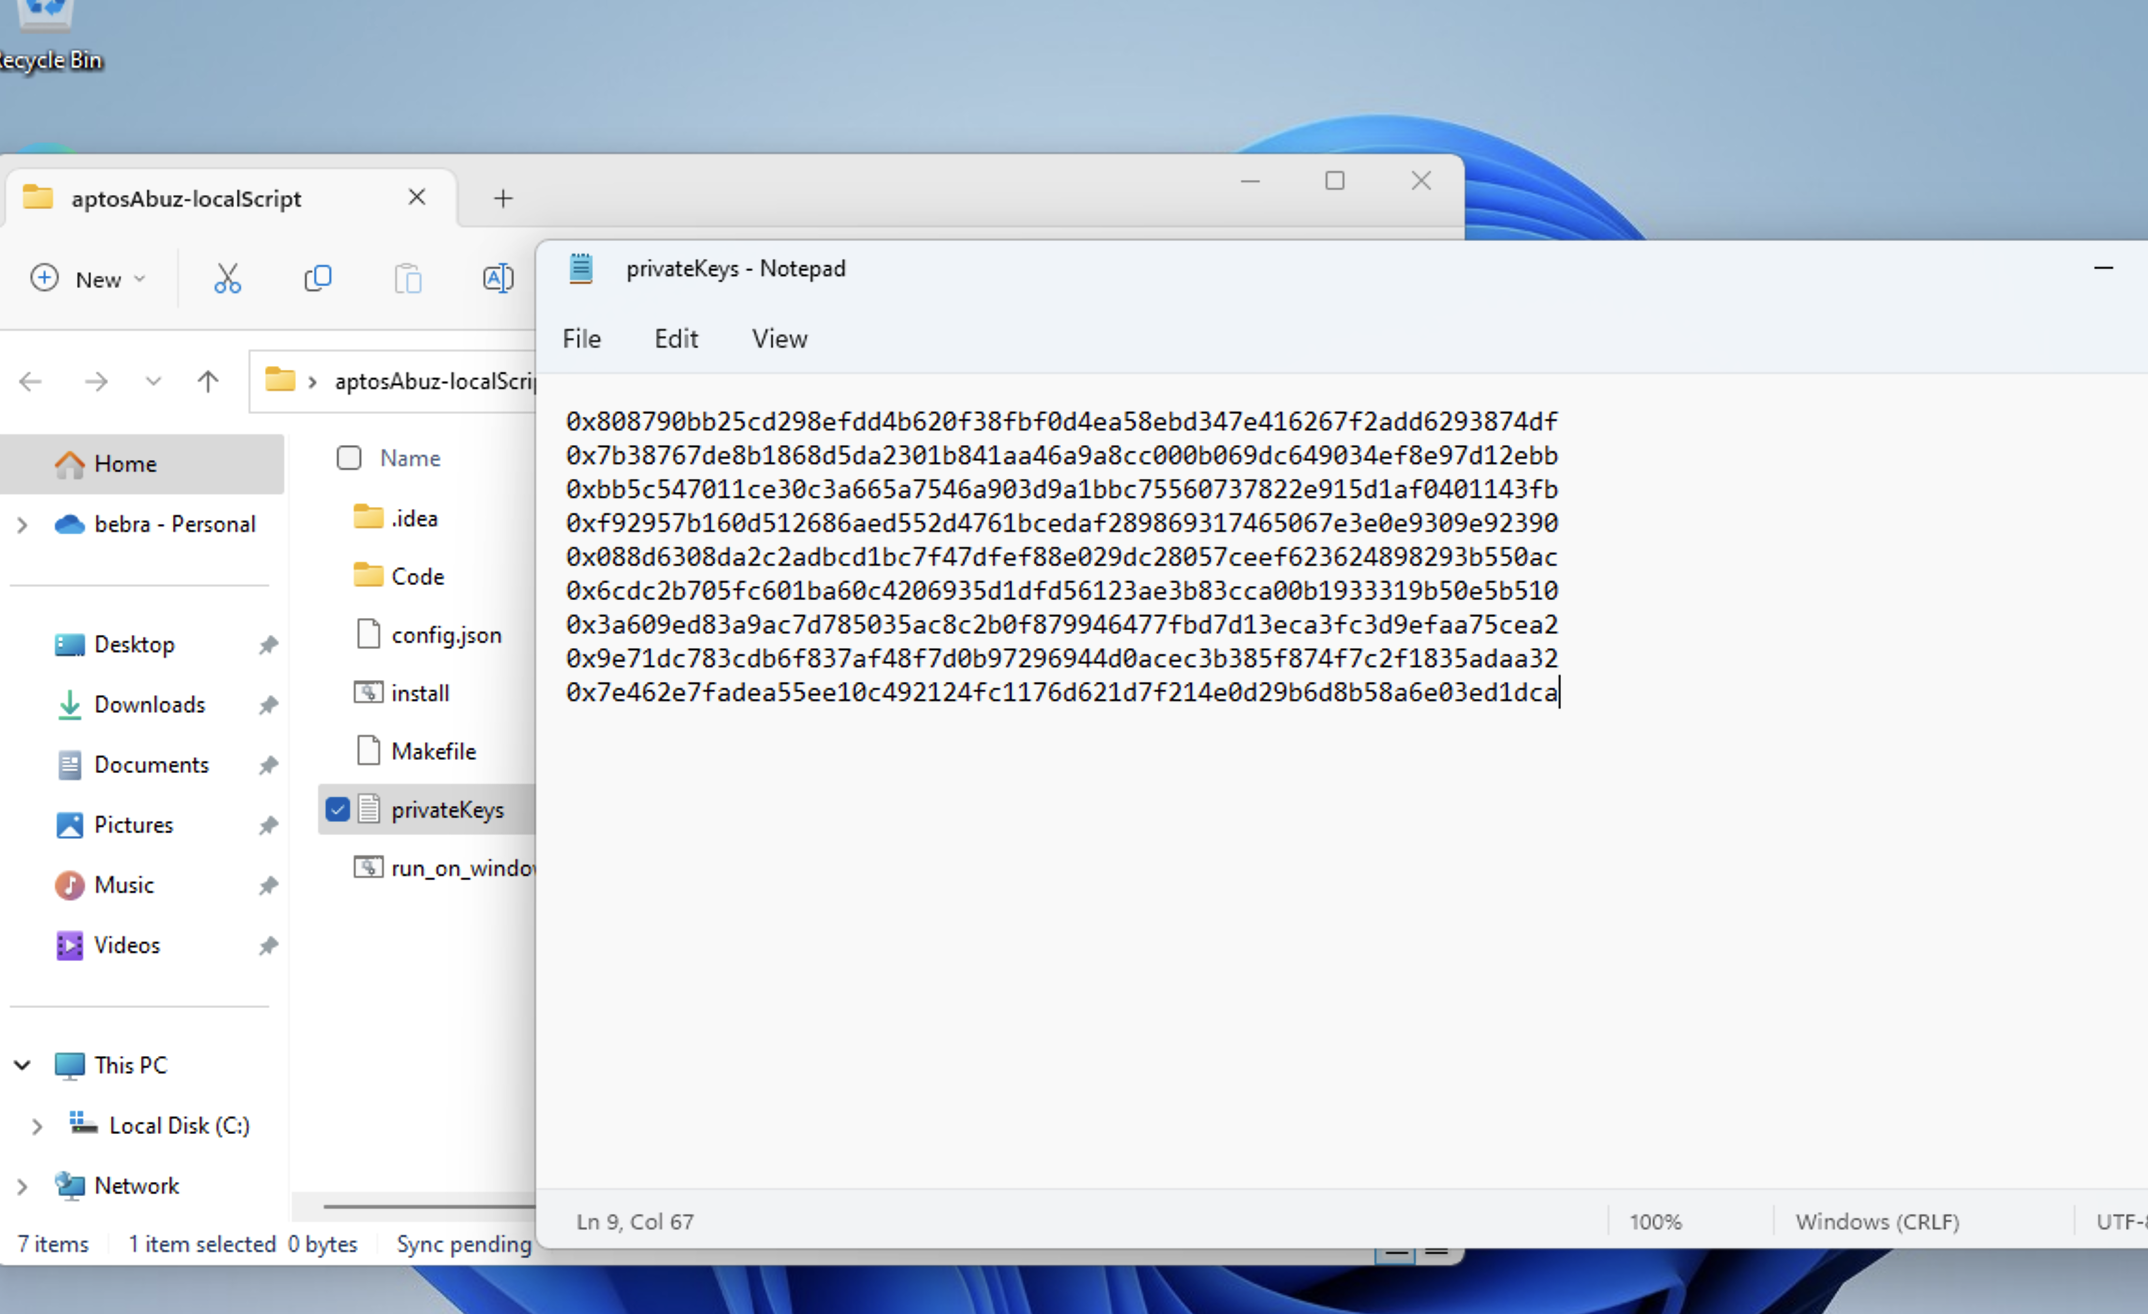 Recycle Bin
aptosAbuz-localScript
New
privateKeys - Notepad
File Edit View
aptosAbuz-localScrip
0x808790bb25cd298efdd4b620f38fbf0d4ea58ebd347e416267f2add6293874df
0x7b38767de8b1868d5da2301b841aa46a9a8cc000b069dc649034ef8e97d12ebb
0xbb5c547011ce30c3a665a7546a903d9a1bbc75560737822e915d1af0401143fb
0xf92957b160d512686aed552d4761bcedaf289869317465067e3e0e9309e92390
0x088d6308da2c2adbcd1bc7f47dfef88e029dc28057ceef623624898293b550ac
0x6cdc2b705fc601ba60c4206935d1dfd56123ae3b83cca00b1933319b50e5b510
0x3a609ed83a9ac7d785035ac8c2b0f879946477fbd7d13eca3fc3d9efaa75cea2
0x9e71dc783cdb6f837af48f7d0b97296944d0acec3b385f874f7c2f1835adaa32
0x7e462e7fadea55ee10c492124fc1176d621d7f214e0d29b6d8b58a6e03ed1dca
Home
bebra - Personal
Desktop
Downloads
Documents
Pictures
Music
Videos
This PC
Local Disk (C:)
Network
Name
.idea
Code
config.json
install
Makefile
privateKeys
run_on_window
Ln 9, Col 67 100% Windows (CRLF) UTF-8
7 items 1 item selected 0 bytes Sync pending